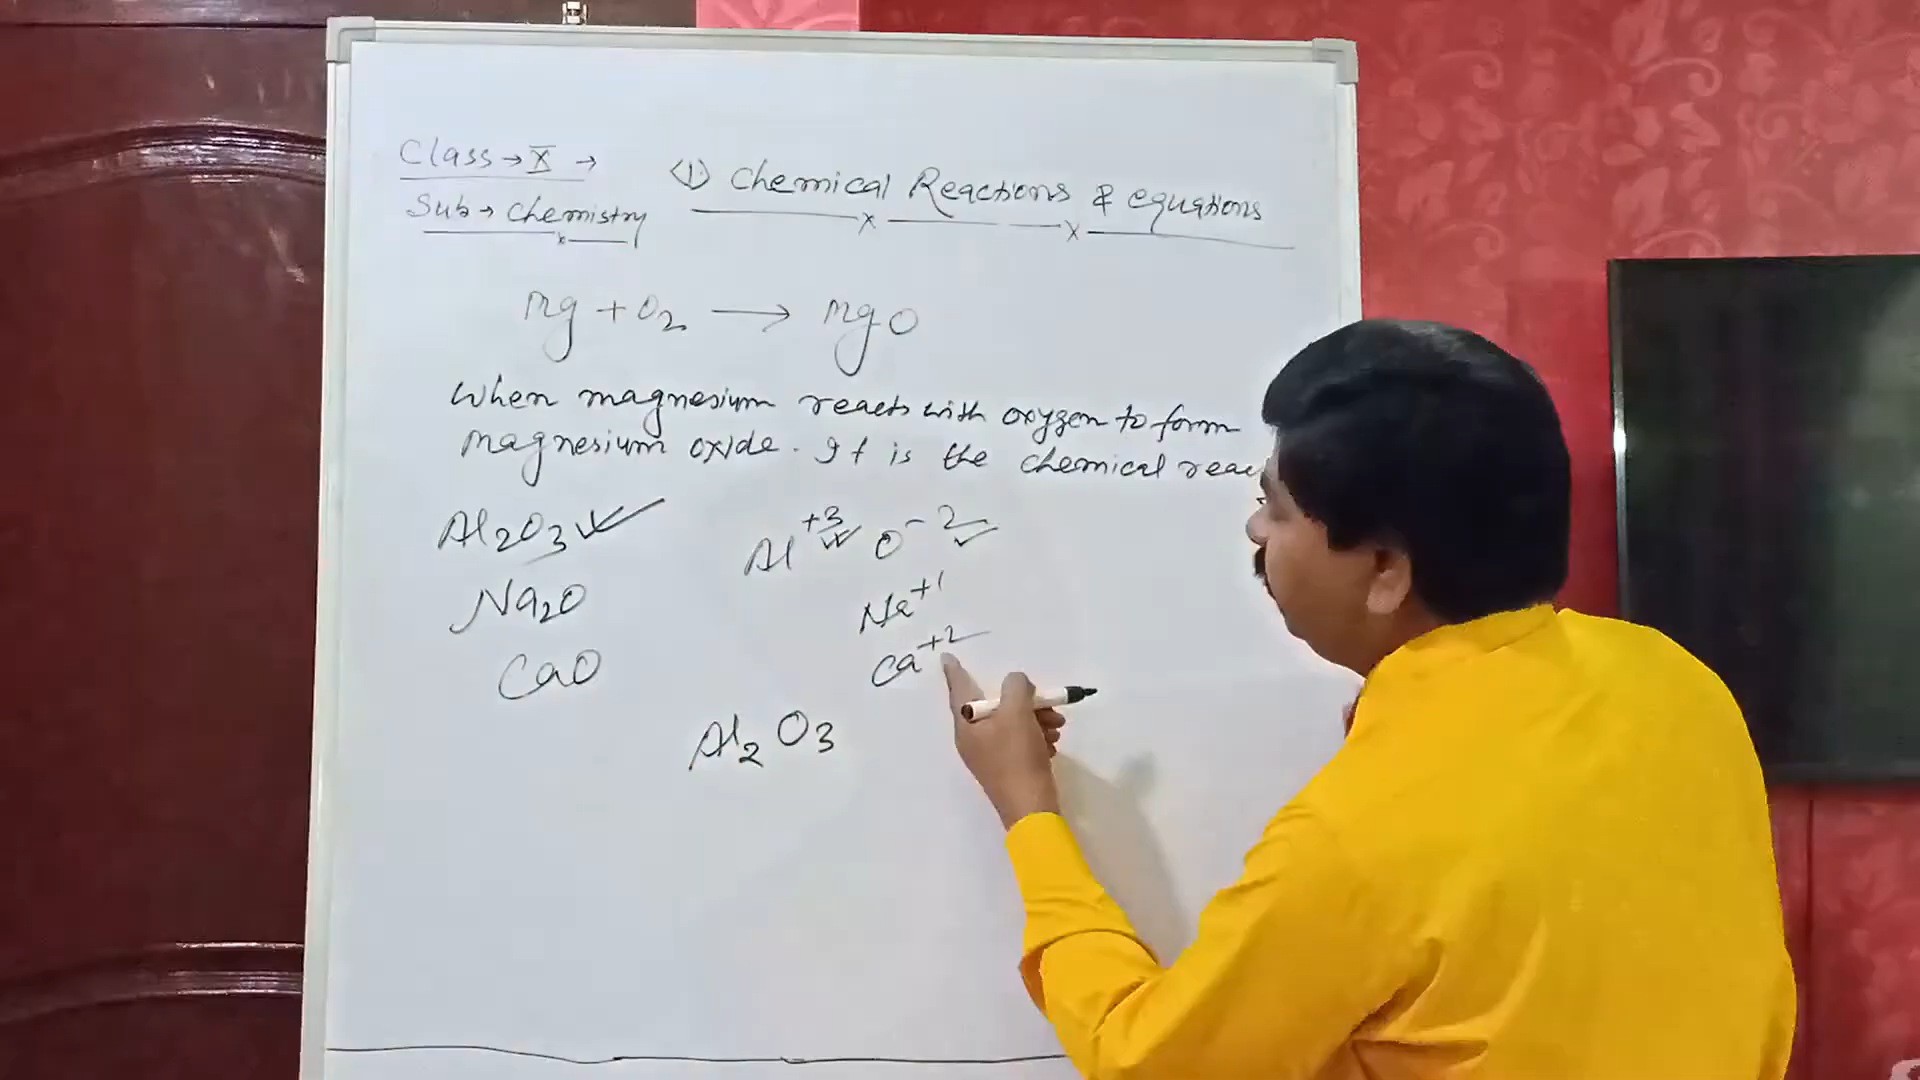 Class → X →
Sub → Chemistry
<1> Chemical Reactions & equations
Mg + O2 → MgO
When magnesium reacts with oxygen to form
magnesium oxide. It is the chemical reac
Al2O3
Al+3 O-2
Na2O
Na+1
CaO
Ca+2
Al2O3